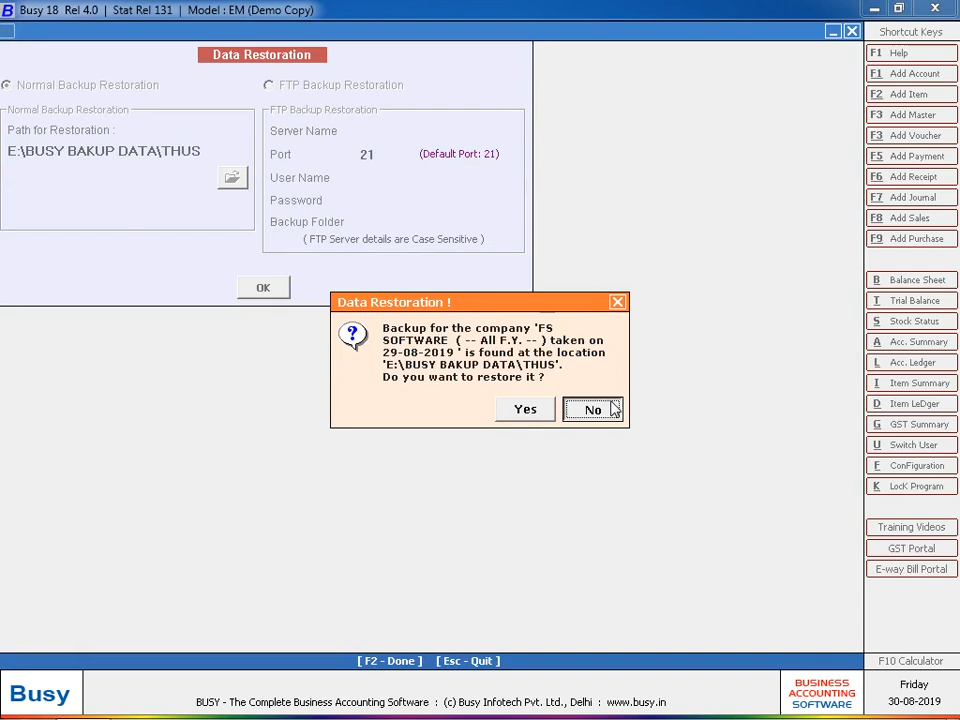 B Busy 18 Rel 4.0 | Stat Rel 131 | Model : EM (Demo Copy)
Data Restoration
Normal Backup Restoration
FTP Backup Restoration
Normal Backup Restoration
Path for Restoration :
E:\BUSY BAKUP DATA\THUS
FTP Backup Restoration
Server Name
Port 21 (Default Port: 21)
User Name
Password
Backup Folder
( FTP Server details are Case Sensitive )
OK
Data Restoration !
Backup for the company 'FS
SOFTWARE ( -- All F.Y. -- ) taken on
29-08-2019 ' is found at the location
'E:\BUSY BAKUP DATA\THUS'.
Do you want to restore it ?
Yes No
Shortcut Keys
F1 Help
F1 Add Account
F2 Add Item
F3 Add Master
F3 Add Voucher
F5 Add Payment
F6 Add Receipt
F7 Add Journal
F8 Add Sales
F9 Add Purchase
B Balance Sheet
T Trial Balance
S Stock Status
A Acc. Summary
L Acc. Ledger
I Item Summary
D Item LeDger
G GST Summary
U Switch User
F ConFiguration
K LocK Program
Training Videos
GST Portal
E-way Bill Portal
[ F2 - Done ] [ Esc - Quit ]
F10 Calculator
Busy
BUSY - The Complete Business Accounting Software : (c) Busy Infotech Pvt. Ltd., Delhi : www.busy.in
BUSINESS
ACCOUNTING
SOFTWARE
Friday
30-08-2019